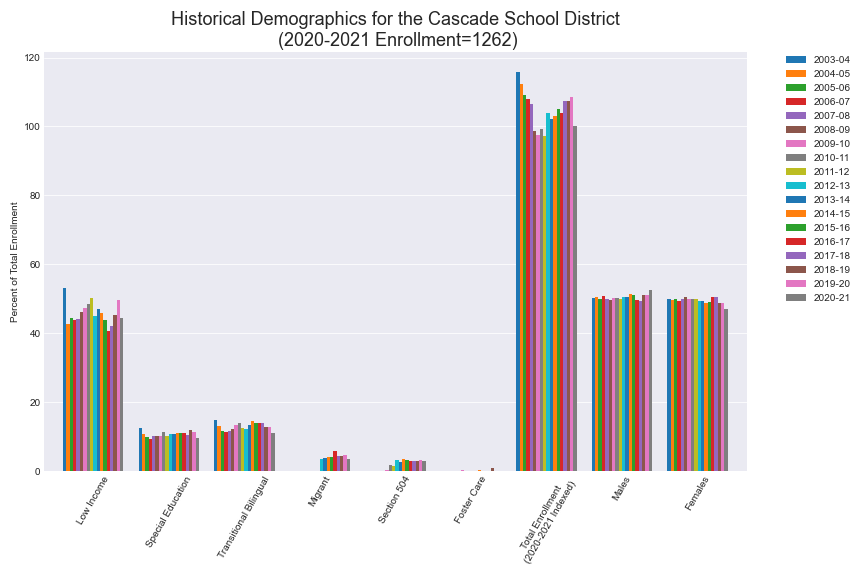 Historical Demographics for the Cascade School District
(2020-2021 Enrollment=1262)
Percent of Total Enrollment
120
100
80
60
40
20
0
Low Income
Special Education
Transitional Bilingual
Migrant
Section 504
Foster Care
Total Enrollment
(2020-2021 Indexed)
Males
Females
2003-04
2004-05
2005-06
2006-07
2007-08
2008-09
2009-10
2010-11
2011-12
2012-13
2013-14
2014-15
2015-16
2016-17
2017-18
2018-19
2019-20
2020-21